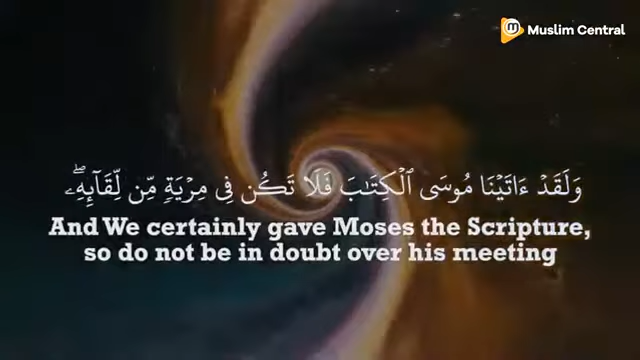 Muslim Central
وَلَقَدْ ءَاتَيْنَا مُوسَى ٱلْكِتَٰبَ فَلَا تَكُن فِى مِرْيَةٍ مِّن لِّقَآئِهِۦ ۖ
And We certainly gave Moses the Scripture,
so do not be in doubt over his meeting